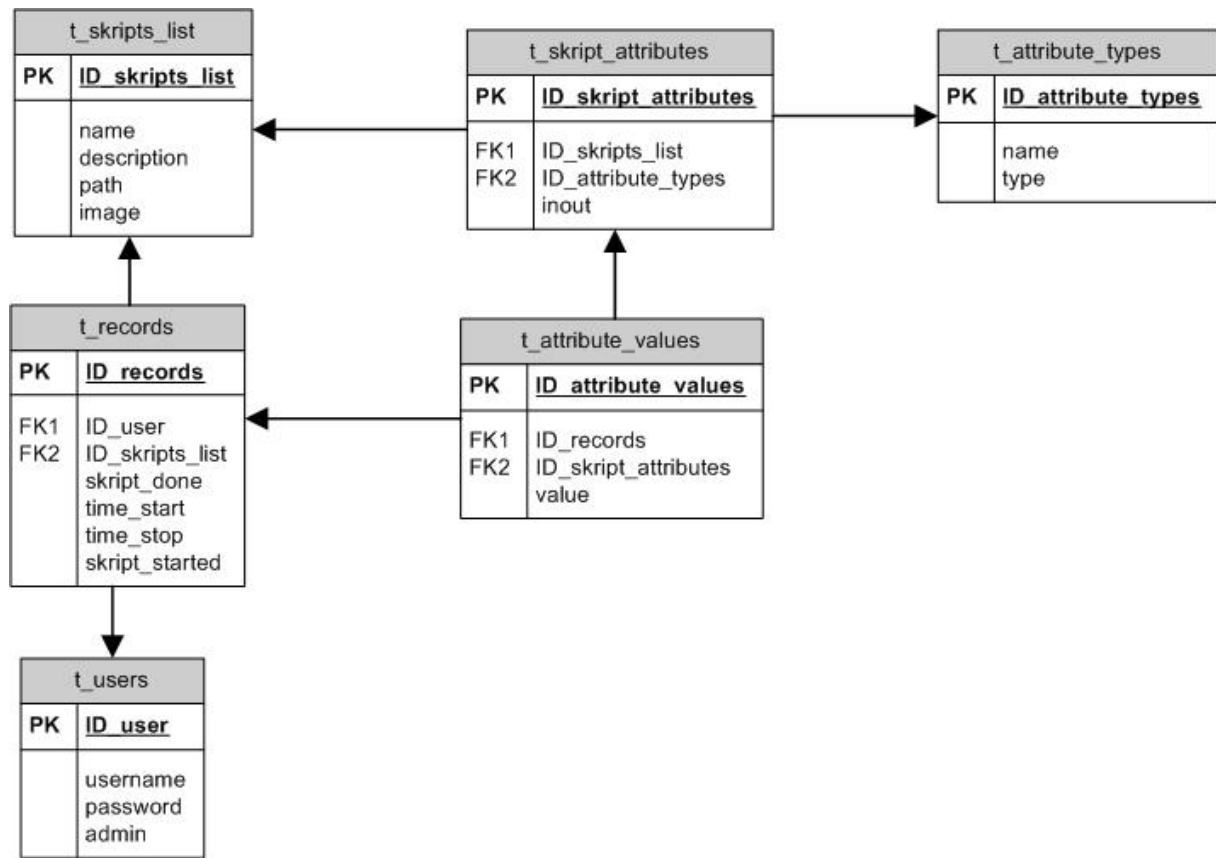 t_skripts_list
PK ID_skripts_list
name
description
path
image
t_skript_attributes
PK ID_skript_attributes
FK1 ID_skripts_list
FK2 ID_attribute_types
inout
t_attribute_types
PK ID_attribute_types
name
type
t_records
PK ID_records
FK1 ID_user
FK2 ID_skripts_list
skript_done
time_start
time_stop
skript_started
t_attribute_values
PK ID_attribute_values
FK1 ID_records
FK2 ID_skript_attributes
value
t_users
PK ID_user
username
password
admin